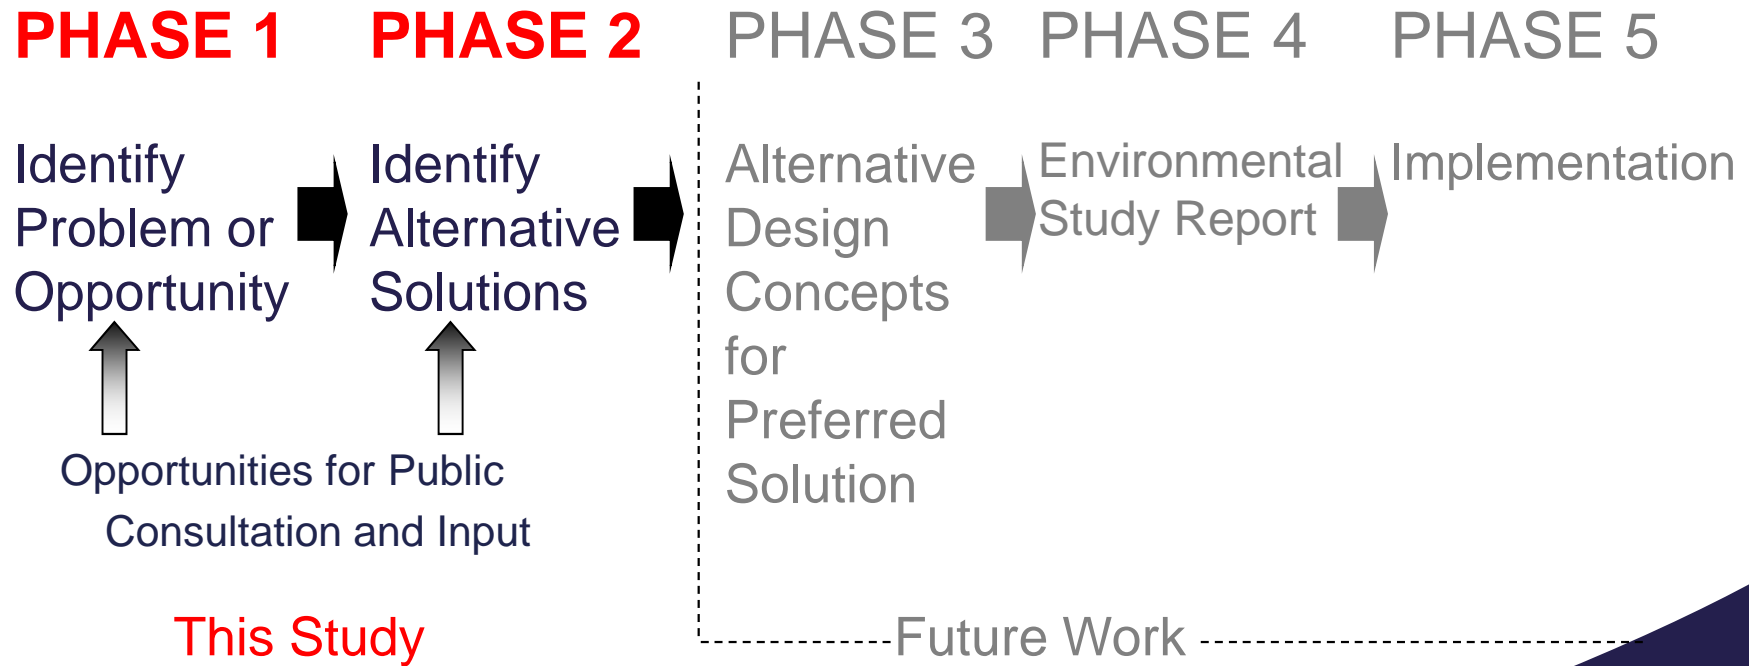 PHASE 1
PHASE 2
PHASE 3
PHASE 4
PHASE 5
Identify
Problem or
Opportunity
Identify
Alternative
Solutions
Alternative
Design
Concepts
for
Preferred
Solution
Environmental
Study Report
Implementation
Opportunities for Public
Consultation and Input
This Study
Future Work